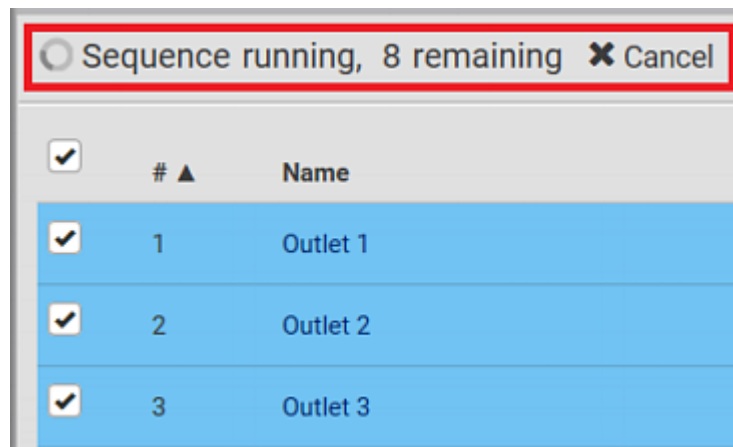 Sequence running, 8 remaining ✖ Cancel
# ▲ Name
1 Outlet 1
2 Outlet 2
3 Outlet 3